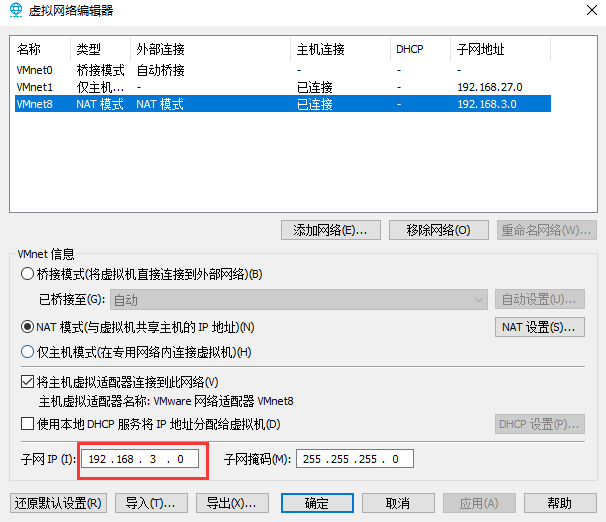 虚拟网络编辑器
名称 类型 外部连接 主机连接 DHCP 子网地址
VMnet0 桥接模式 自动桥接 - - -
VMnet1 仅主机... - 已连接 - 192.168.27.0
VMnet8 NAT 模式 NAT 模式 已连接 - 192.168.3.0
添加网络(E)... 移除网络(O) 重命名网络(W)...
VMnet 信息
桥接模式(将虚拟机直接连接到外部网络)(B)
已桥接至(G): 自动 自动设置(U)...
NAT 模式(与虚拟机共享主机的 IP 地址)(N) NAT 设置(S)...
仅主机模式(在专用网络内连接虚拟机)(H)
将主机虚拟适配器连接到此网络(V)
主机虚拟适配器名称: VMware 网络适配器 VMnet8
使用本地 DHCP 服务将 IP 地址分配给虚拟机(D) DHCP 设置(P)...
子网 IP (I): 192 .168 . 3 . 0 子网掩码(M): 255 .255 .255 . 0
还原默认设置(R) 导入(T)... 导出(X)... 确定 取消 应用(A) 帮助